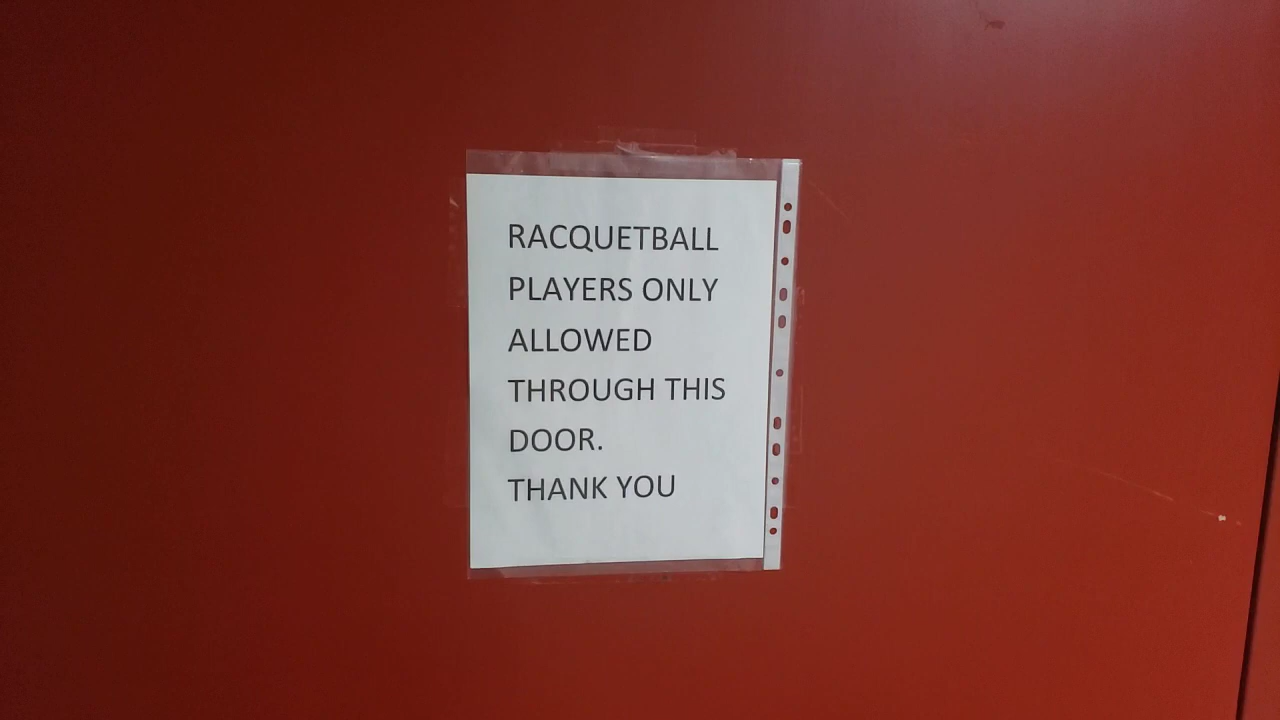 RACQUETBALL
PLAYERS ONLY
ALLOWED
THROUGH THIS
DOOR.
THANK YOU